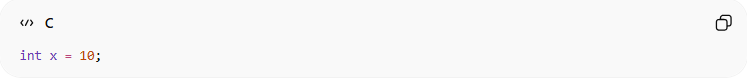 C
int x = 10;